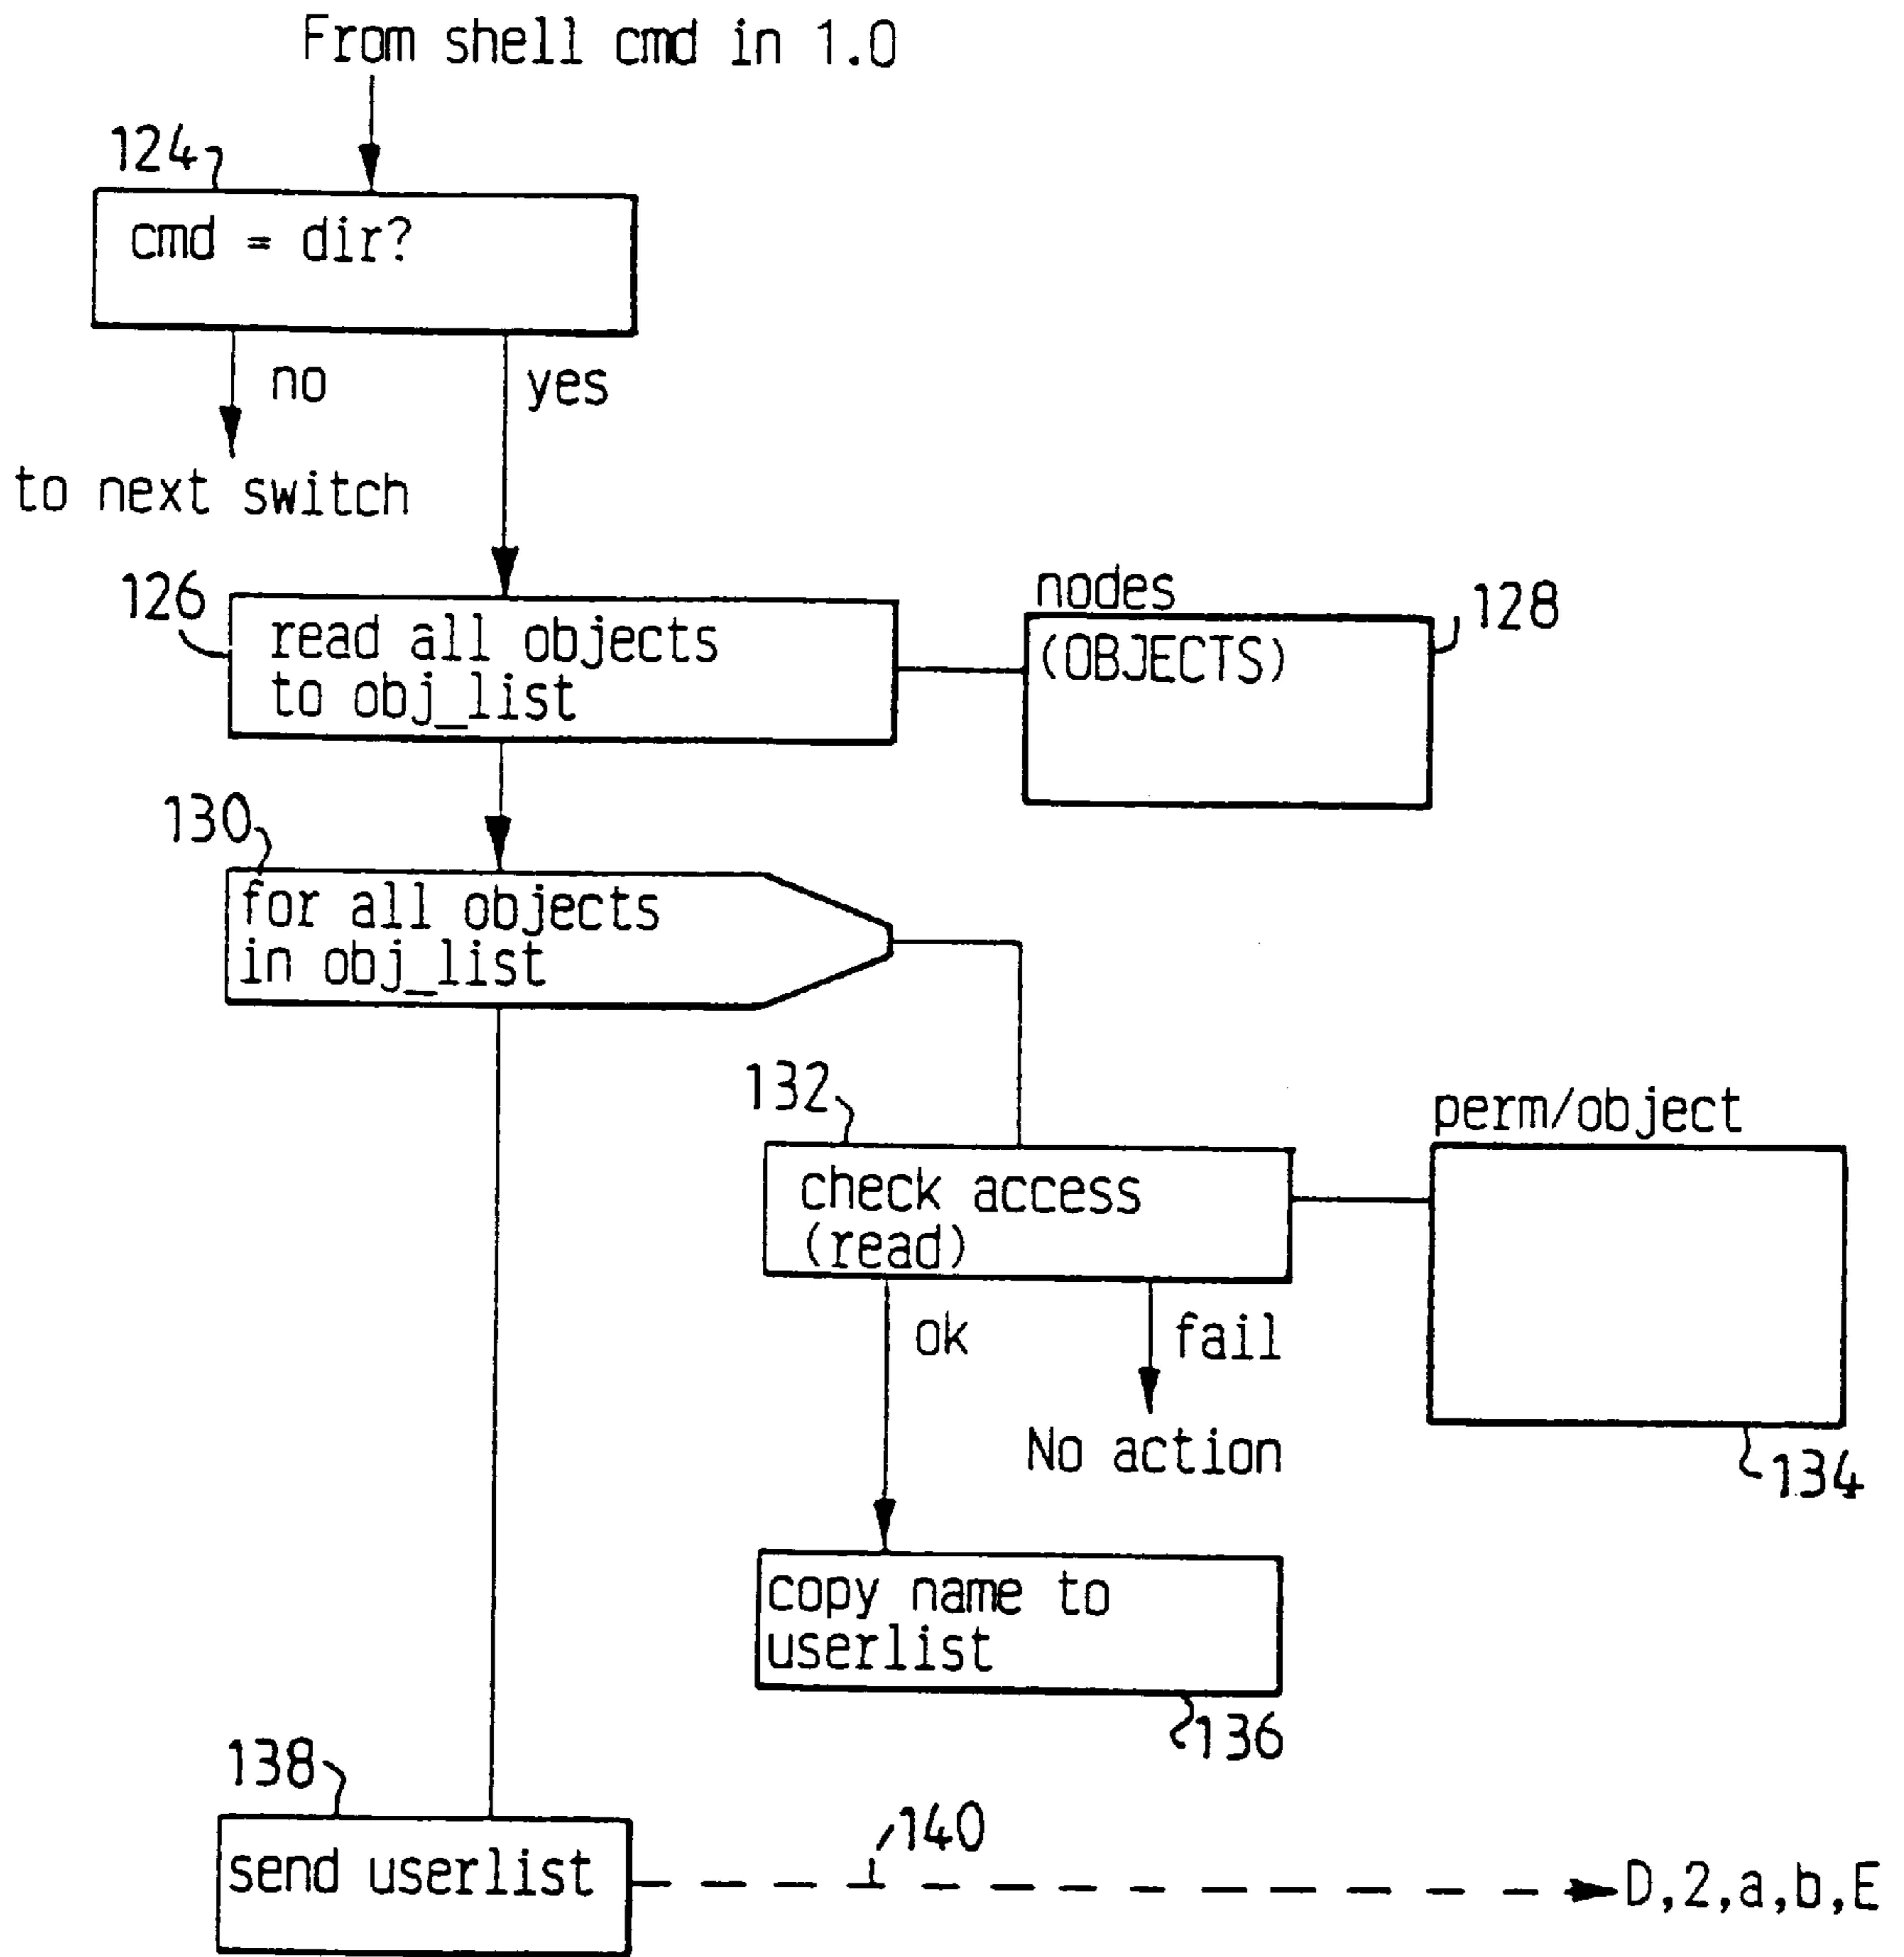 From shell cmd in 1.0
124
cmd = dir?
no
yes
to next switch
126
read all objects
to obj_list
nodes
(OBJECTS)
128
130
for all objects
in obj_list
132
check access
(read)
perm/object
134
ok
fail
No action
copy name to
userlist
136
138
send userlist
140
D,2,a,b,E